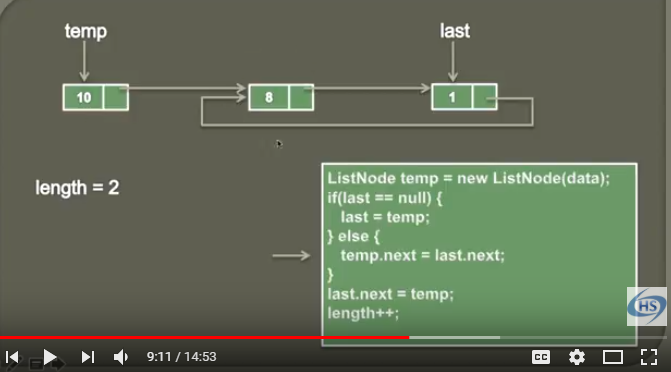 temp
last
10
8
1
length = 2
ListNode temp = new ListNode(data);
if(last == null) {
last = temp;
} else {
temp.next = last.next;
}
last.next = temp;
length++;
HS
9:11 / 14:53
CC